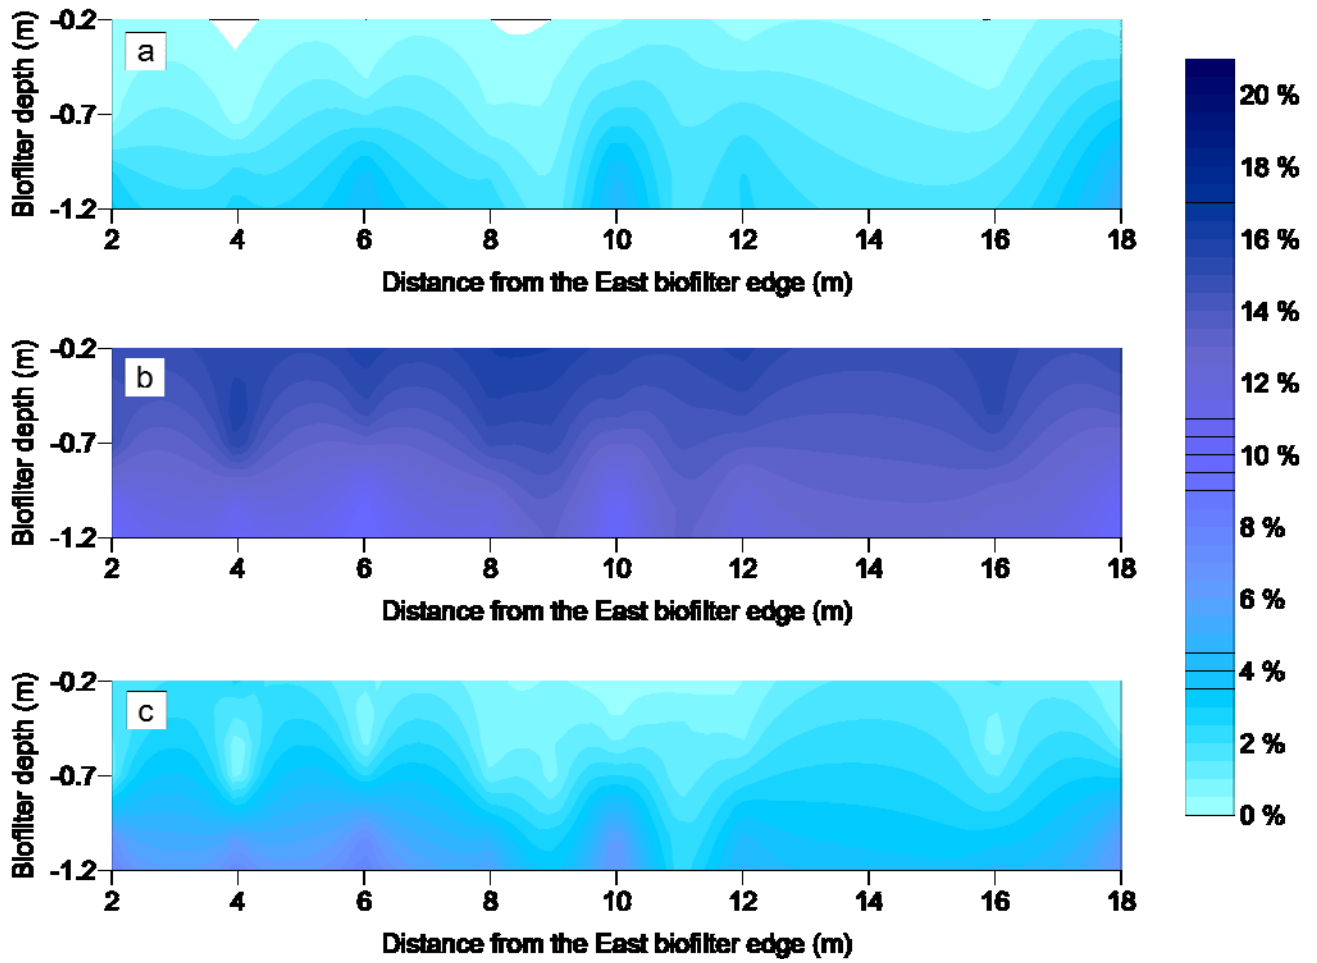 -0.2
a
Biofilter depth (m)
-0.7
-1.2
2 4 6 8 10 12 14 16 18
Distance from the East biofilter edge (m)
-0.2
b
Biofilter depth (m)
-0.7
-1.2
2 4 6 8 10 12 14 16 18
Distance from the East biofilter edge (m)
-0.2
c
Biofilter depth (m)
-0.7
-1.2
2 4 6 8 10 12 14 16 18
Distance from the East biofilter edge (m)
20 %
18 %
16 %
14 %
12 %
10 %
8 %
6 %
4 %
2 %
0 %